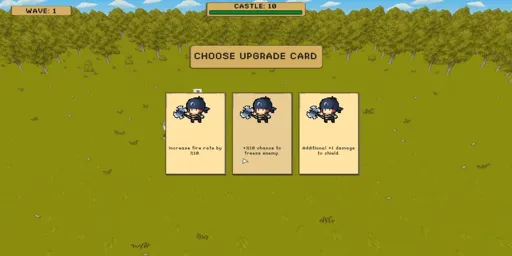 WAVE: 1
CASTLE: 10
CHOOSE UPGRADE CARD
Increase fire rate by
%10
+%10 chance to
freeze enemy
Additional +1 damage
to shield.